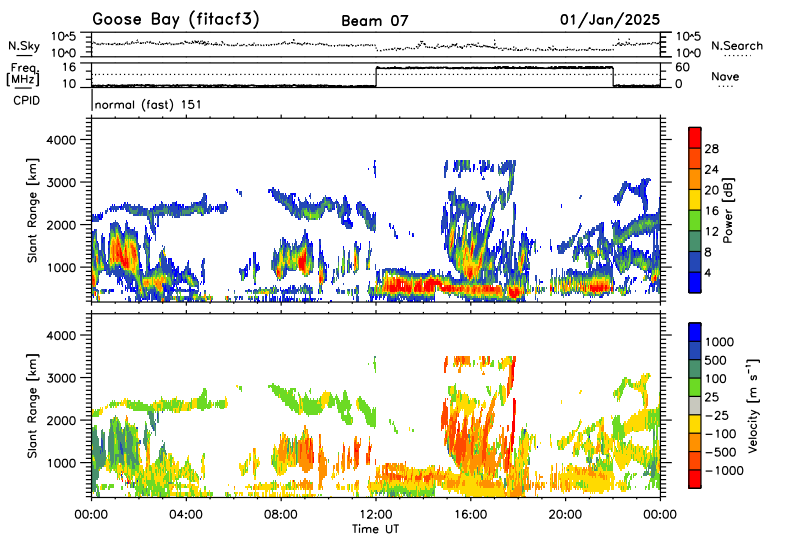 Goose Bay (fitacf3) Beam 07 01/Jan/2025
N.Sky 10^5 10^0 10^5 10^0 N.Search
Freq. [MHz] 16 10 60 0 Nave
CPID normal (fast) 151
Slant Range [km] 4000 3000 2000 1000
Power [dB] 28 24 20 16 12 8 4
Slant Range [km] 4000 3000 2000 1000
Velocity [m s^-1] 1000 500 100 25 -25 -100 -500 -1000
00:00 04:00 08:00 12:00 16:00 20:00 00:00
Time UT